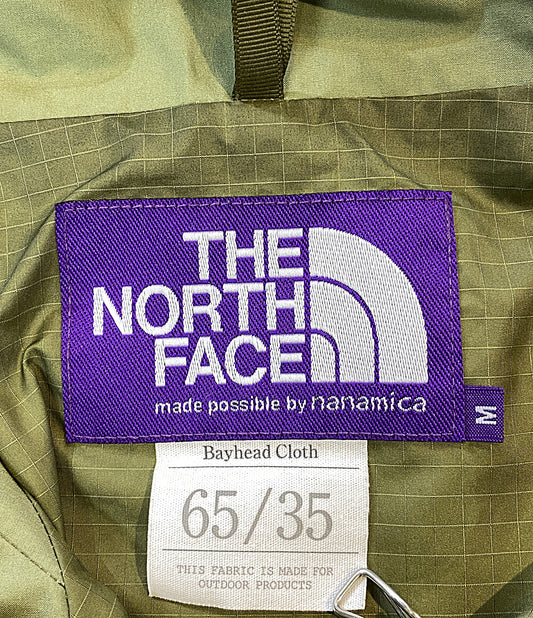 THE
NORTH
FACE
made possible by nanamica
M
Bayhead Cloth
65/35
THIS FABRIC IS MADE FOR
OUTDOOR PRODUCTS